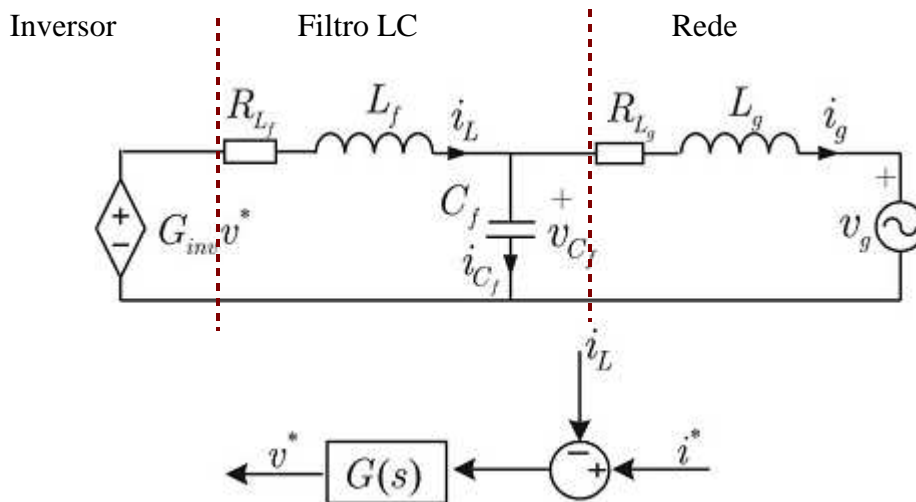 Inversor Filtro LC Rede
R_{L_f} L_f i_L R_{L_g} L_g i_g
+ - G_{inv}v^* C_f + v_{C_f} i_{C_f} + v_g
i_L
v^* G(s) - + i^*